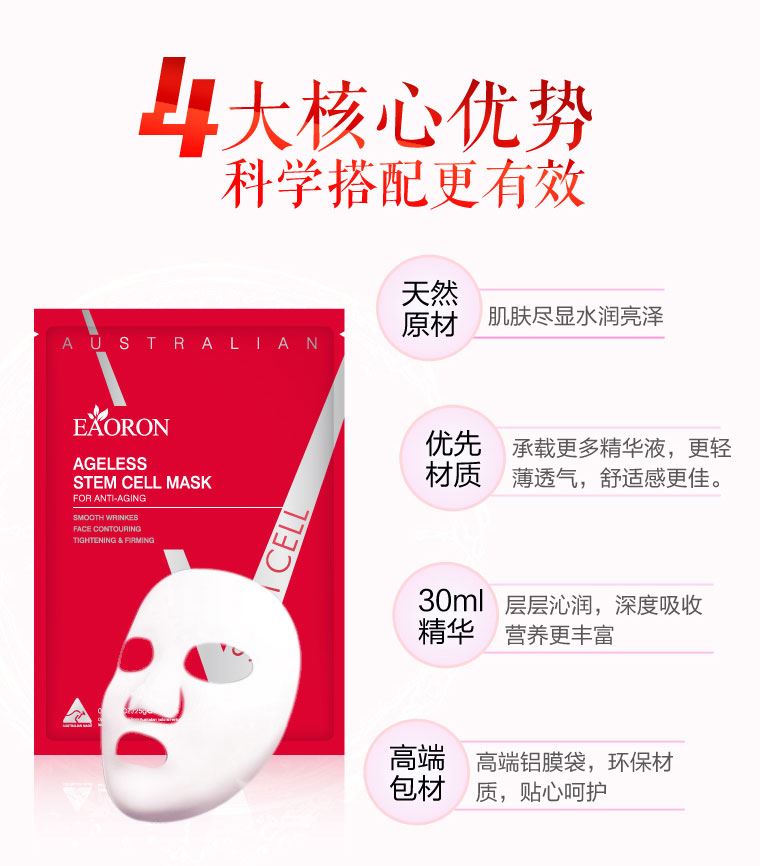 4大核心优势
科学搭配更有效
天然
原材
肌肤尽显水润亮泽
优先
材质
承载更多精华液，更轻
薄透气，舒适感更佳。
30ml
精华
层层沁润，深度吸收
营养更丰富
高端
包材
高端铝膜袋，环保材
质，贴心呵护
AUSTRALIAN
EAORON
AGELESS
STEM CELL MASK
FOR ANTI-AGING
SMOOTH WRINKES
FACE CONTOURING
TIGHTENING & FIRMING
CELL
AUSTRALIAN MADE